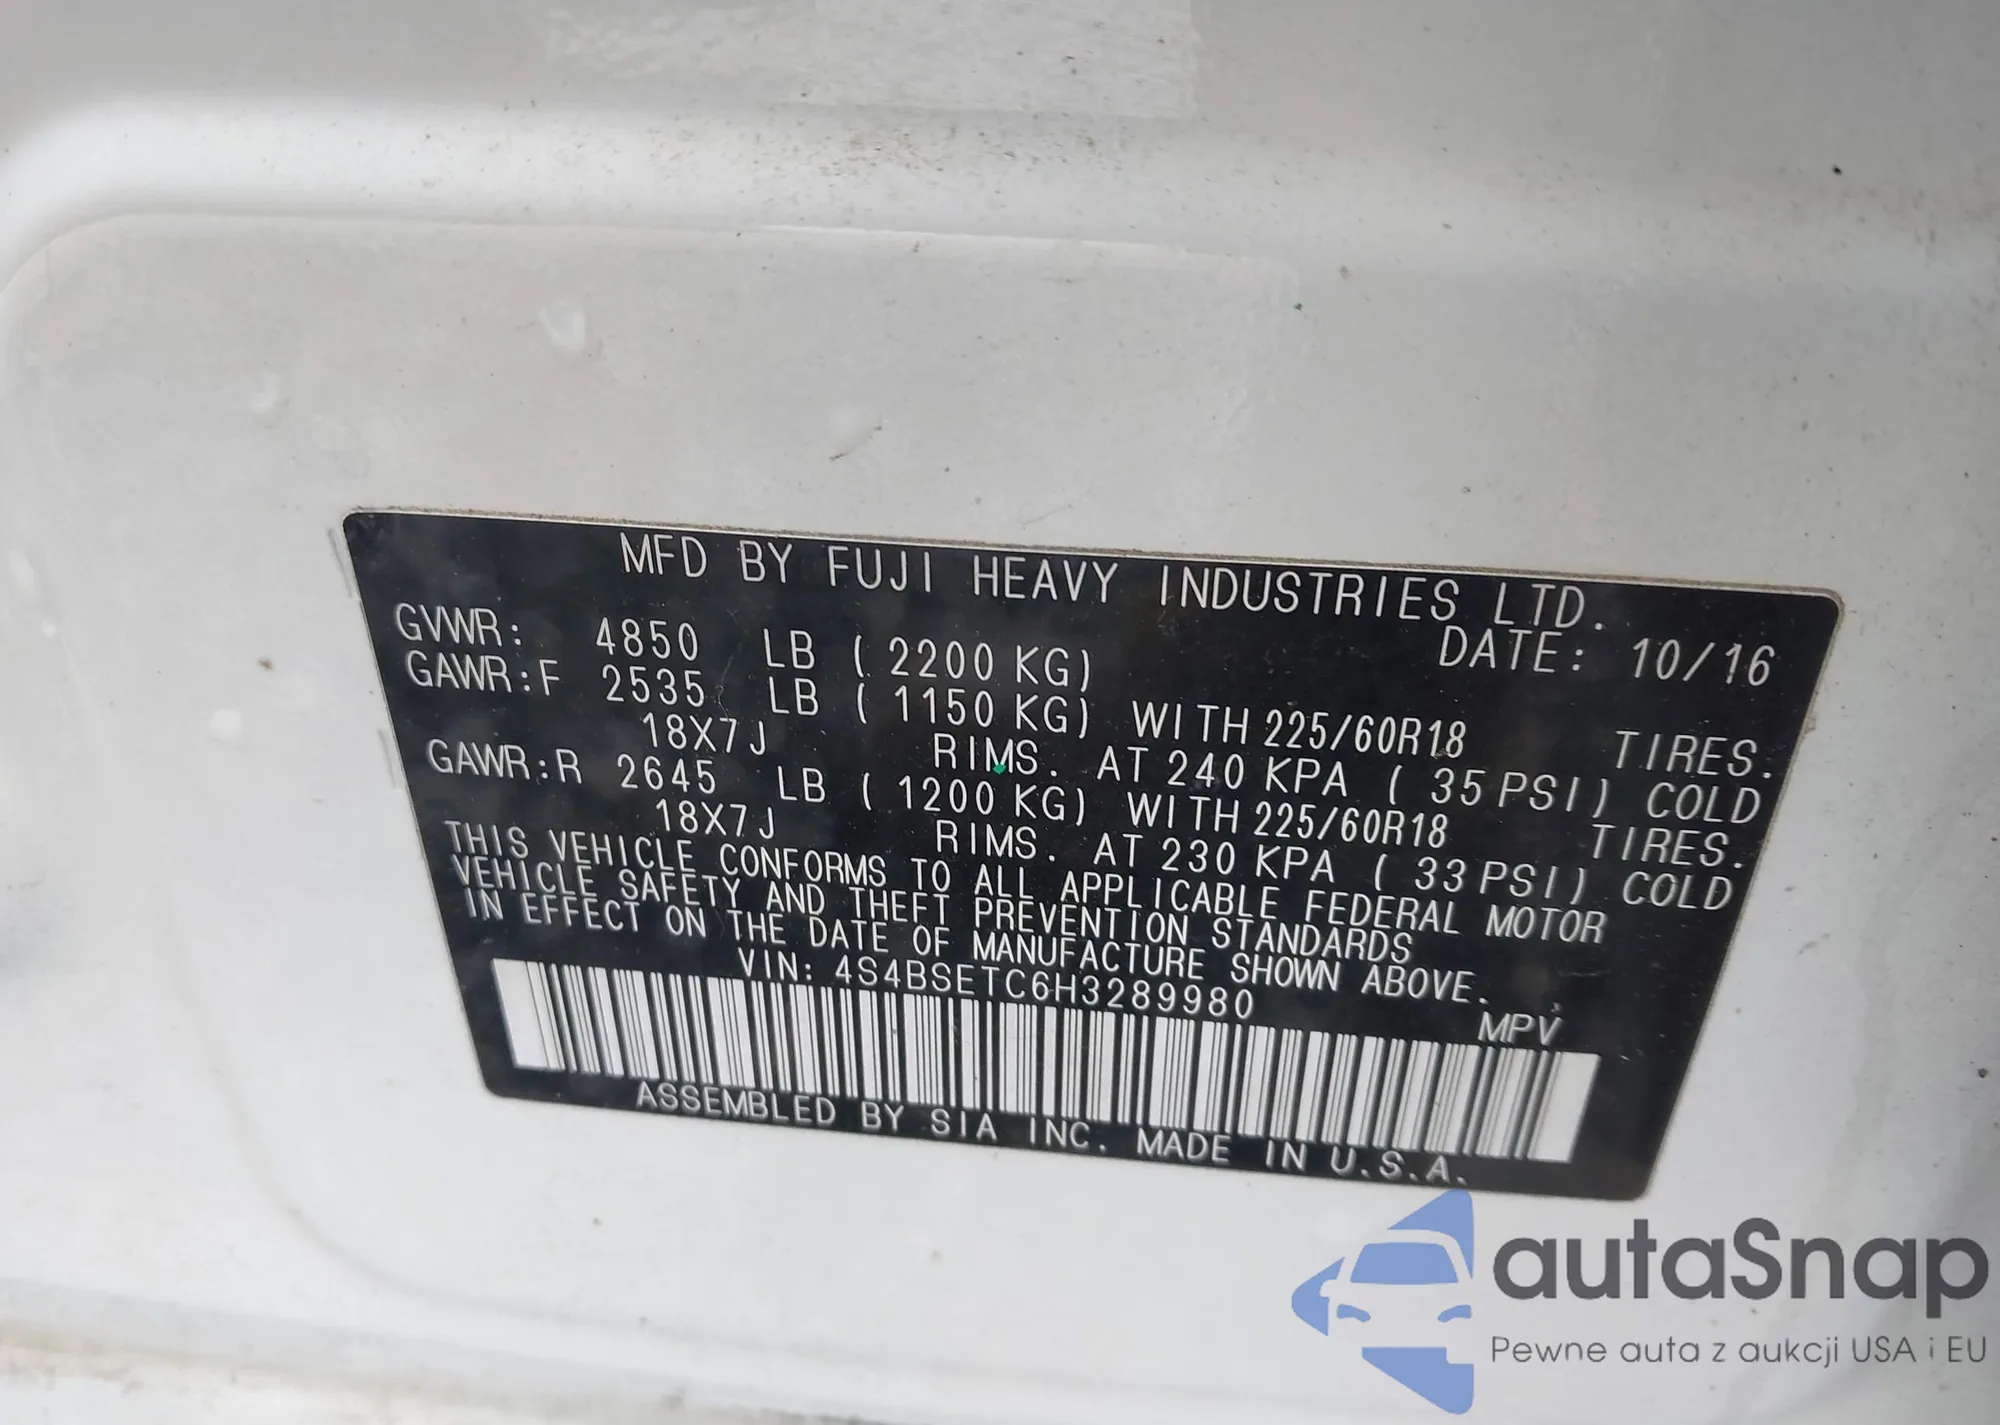 MFD BY FUJI HEAVY INDUSTRIES LTD.
DATE: 10/16
GVWR: 4850 LB ( 2200 KG)
GAWR:F 2535 LB ( 1150 KG) WITH 225/60R18 TIRES.
18X7J RIMS. AT 240 KPA ( 35 PSI) COLD
GAWR:R 2645 LB ( 1200 KG) WITH 225/60R18 TIRES.
18X7J RIMS. AT 230 KPA ( 33 PSI) COLD
THIS VEHICLE CONFORMS TO ALL APPLICABLE FEDERAL MOTOR
VEHICLE SAFETY AND THEFT PREVENTION STANDARDS
IN EFFECT ON THE DATE OF MANUFACTURE SHOWN ABOVE.
VIN: 4S4BSETC6H3289980
MPV
ASSEMBLED BY SIA INC. MADE IN U.S.A.
autaSnap
Pewne auta z aukcji USA i EU